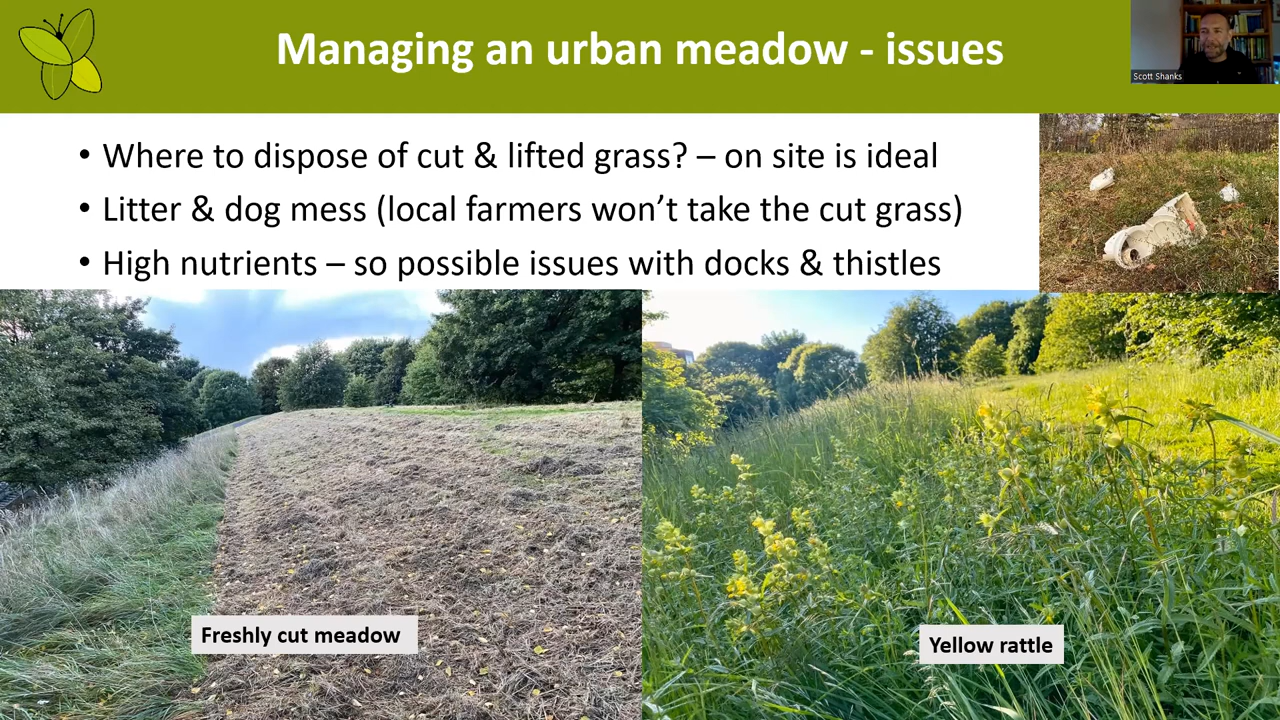 Managing an urban meadow - issues
Scott Shanks
• Where to dispose of cut & lifted grass? – on site is ideal
• Litter & dog mess (local farmers won’t take the cut grass)
• High nutrients – so possible issues with docks & thistles
Freshly cut meadow
Yellow rattle